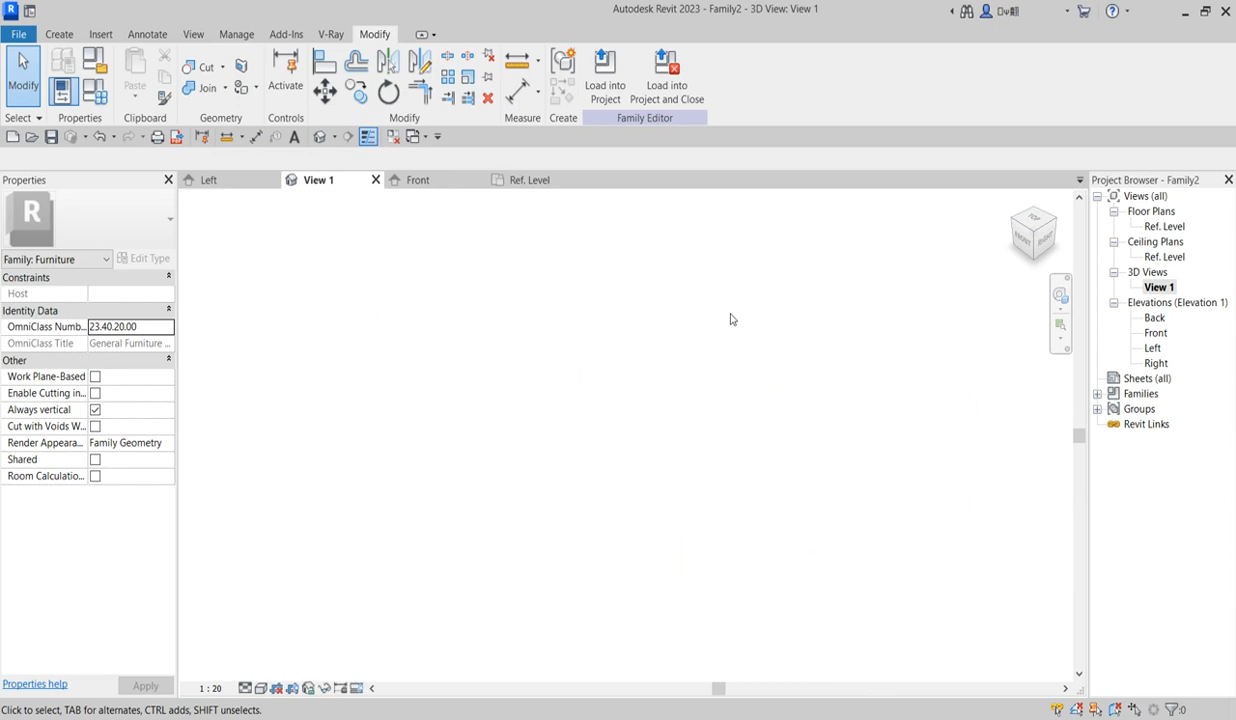 Autodesk Revit 2023 - Family2 - 3D View: View 1
File Create Insert Annotate View Manage Add-Ins V-Ray Modify
Modify
Paste
Cut
Join
Activate
Load into
Project
Load into
Project and Close
Select Properties Clipboard Geometry Controls Modify Measure Create Family Editor
Properties
Left
View 1
Front
Ref. Level
Project Browser - Family2
R
Family: Furniture
Edit Type
Constraints
Host
Identity Data
OmniClass Numb... 23.40.20.00
OmniClass Title General Furniture ...
Other
Work Plane-Based
Enable Cutting in...
Always vertical
Cut with Voids W...
Render Appeara... Family Geometry
Shared
Room Calculatio...
Properties help
Apply
TOP
FRONT
RIGHT
Views (all)
Floor Plans
Ref. Level
Ceiling Plans
Ref. Level
3D Views
View 1
Elevations (Elevation 1)
Back
Front
Left
Right
Sheets (all)
Families
Groups
Revit Links
1 : 20
Click to select, TAB for alternates, CTRL adds, SHIFT unselects.
:0